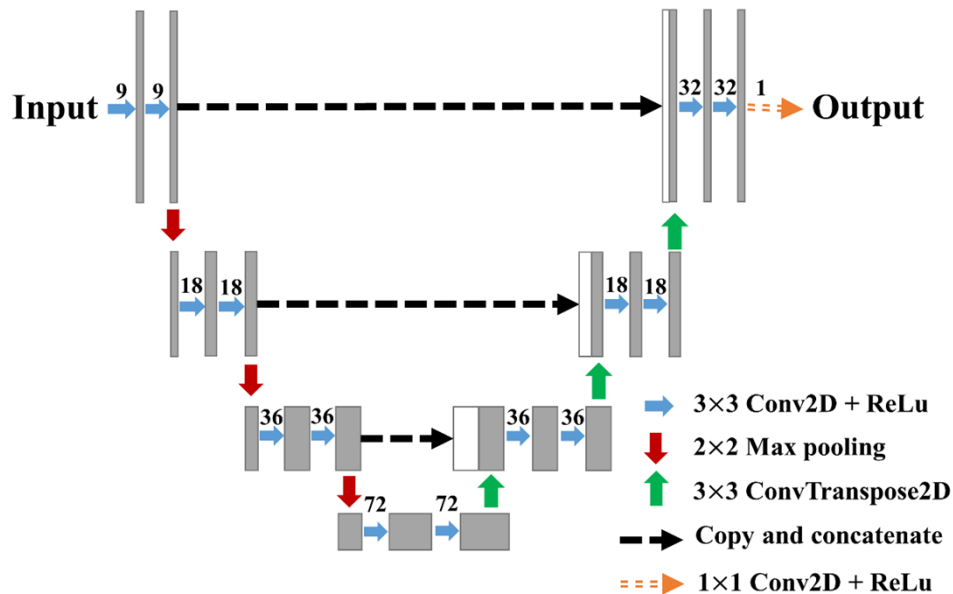 9 9 32 32 1
Input Output
18 18 18 18
36 36 36 36
72 72
3×3 Conv2D + ReLu
2×2 Max pooling
3×3 ConvTranspose2D
Copy and concatenate
1×1 Conv2D + ReLu